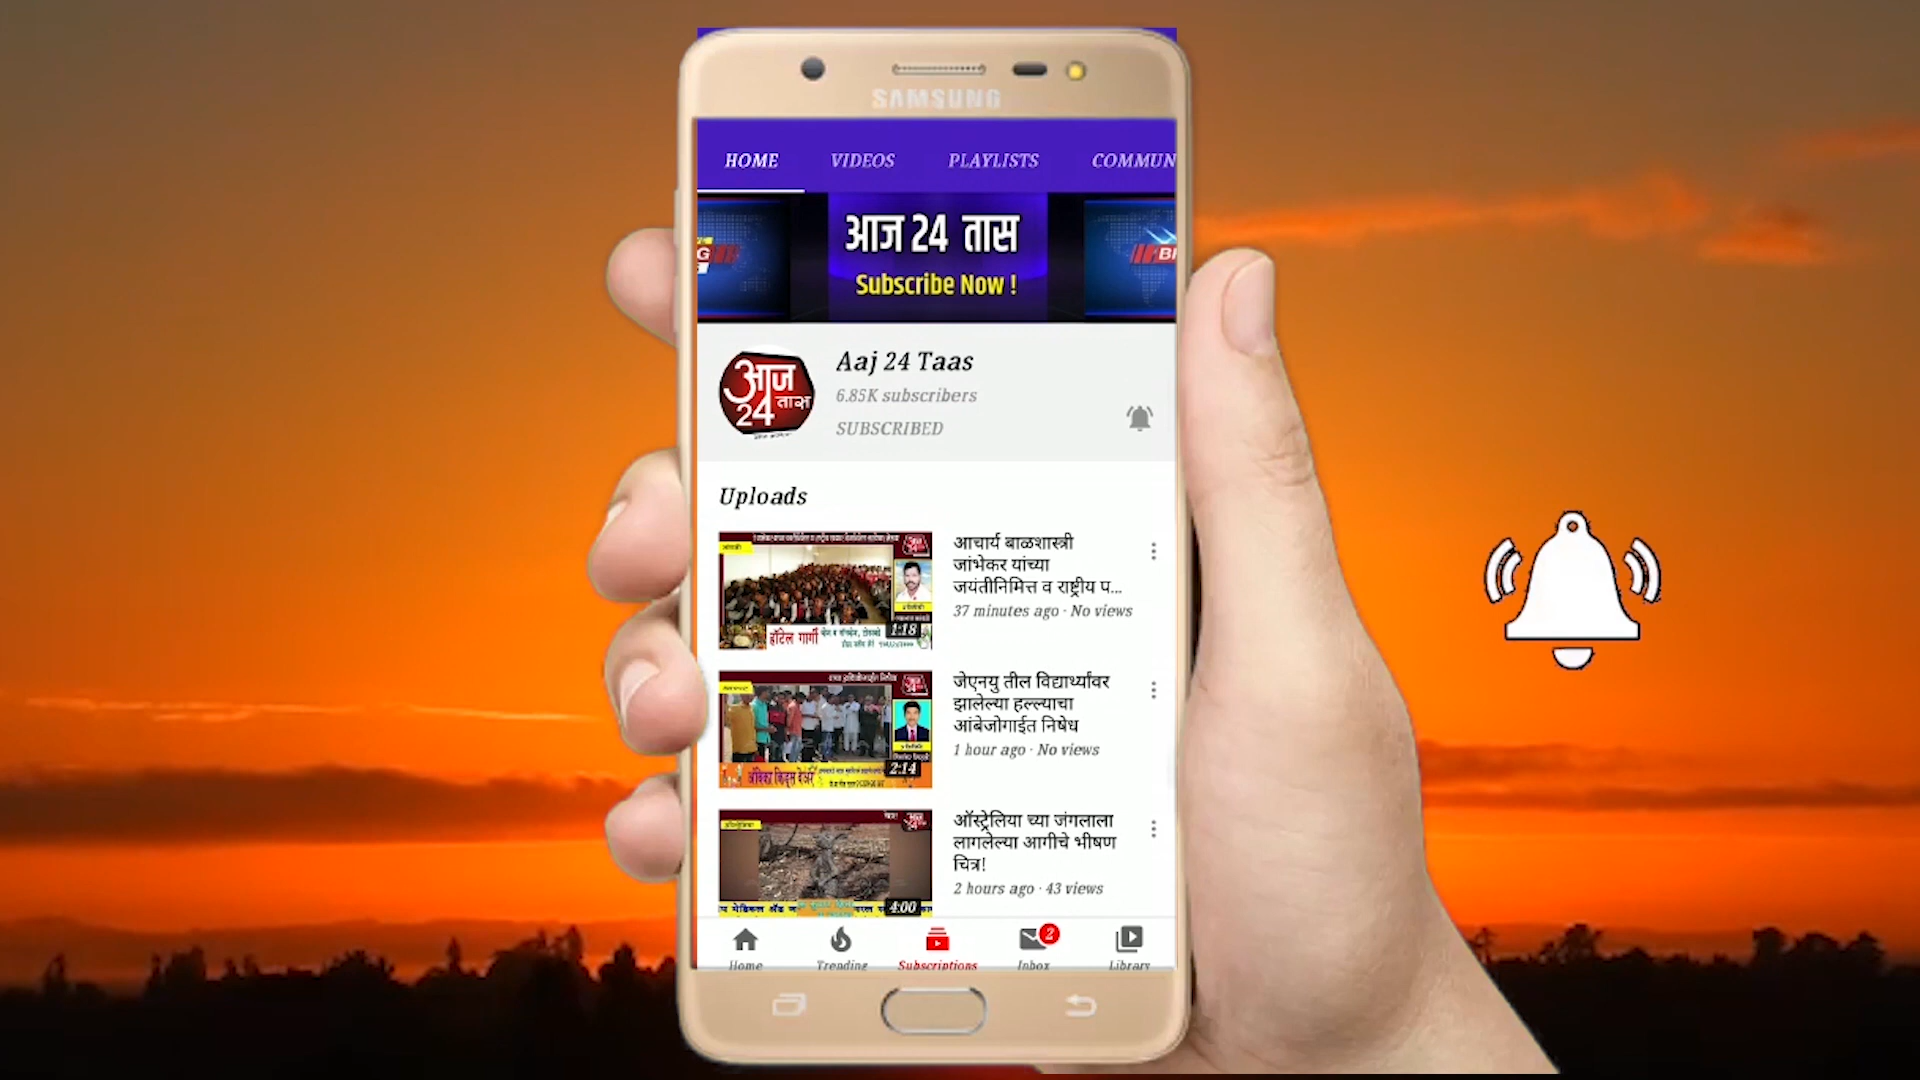 SAMSUNG
HOME VIDEOS PLAYLISTS COMMUN
आज 24 तास
Subscribe Now !
आज
24 तास
Aaj 24 Taas
6.85K subscribers
SUBSCRIBED
Uploads
आचार्य बाळशास्त्री
जांभेकर यांच्या
जयंतीनिमित्त व राष्ट्रीय प...
37 minutes ago · No views
हॉटेल गार्गी
1:18
जेएनयु तील विद्यार्थ्यांवर
झालेल्या हल्ल्याचा
आंबेजोगाईत निषेध
1 hour ago · No views
अंबिका किड्स वेअर
2:14
ऑस्ट्रेलिया च्या जंगलाला
लागलेल्या आगीचे भीषण
चित्र!
2 hours ago · 43 views
4:00
2
Home Trending Subscriptions Inbox Library